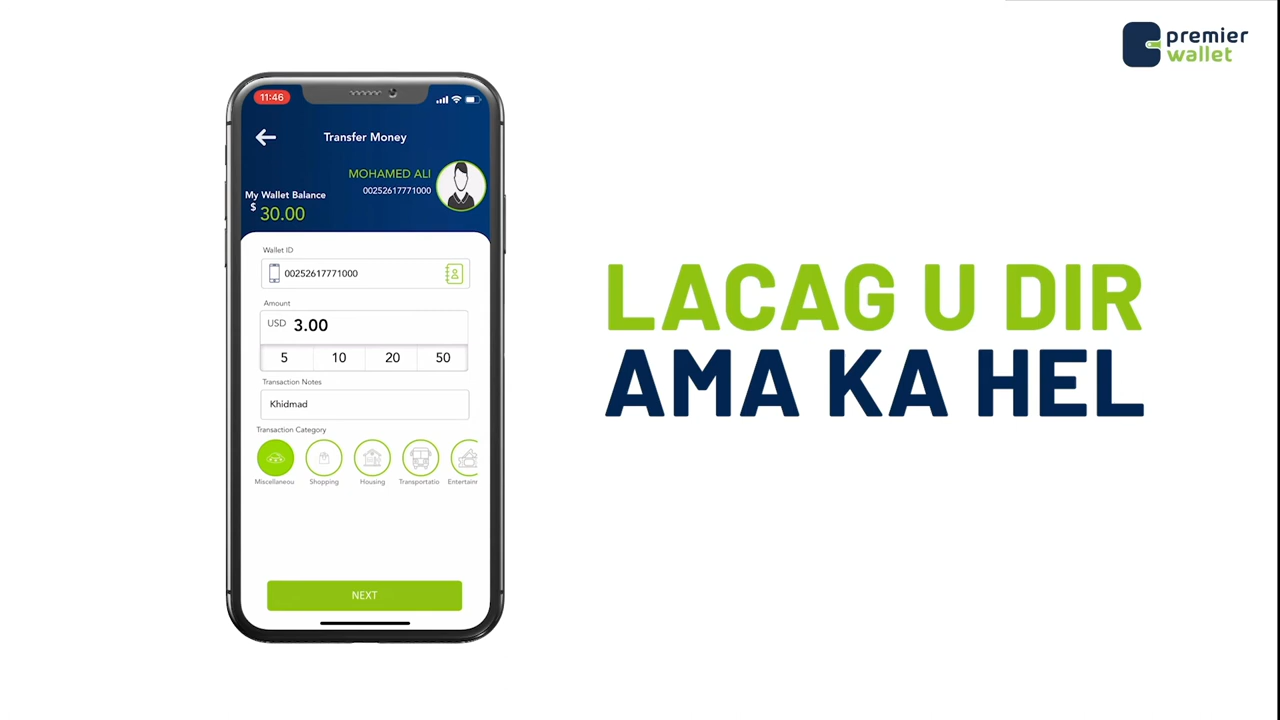 premier
wallet
11:46
Transfer Money
MOHAMED ALI
00252617771000
My Wallet Balance
$ 30.00
Wallet ID
00252617771000
Amount
USD 3.00
5 10 20 50
Transaction Notes
Khidmad
Transaction Category
Miscellaneou Shopping Housing Transportatio Entertainr
NEXT
LACAG U DIR
AMA KA HEL